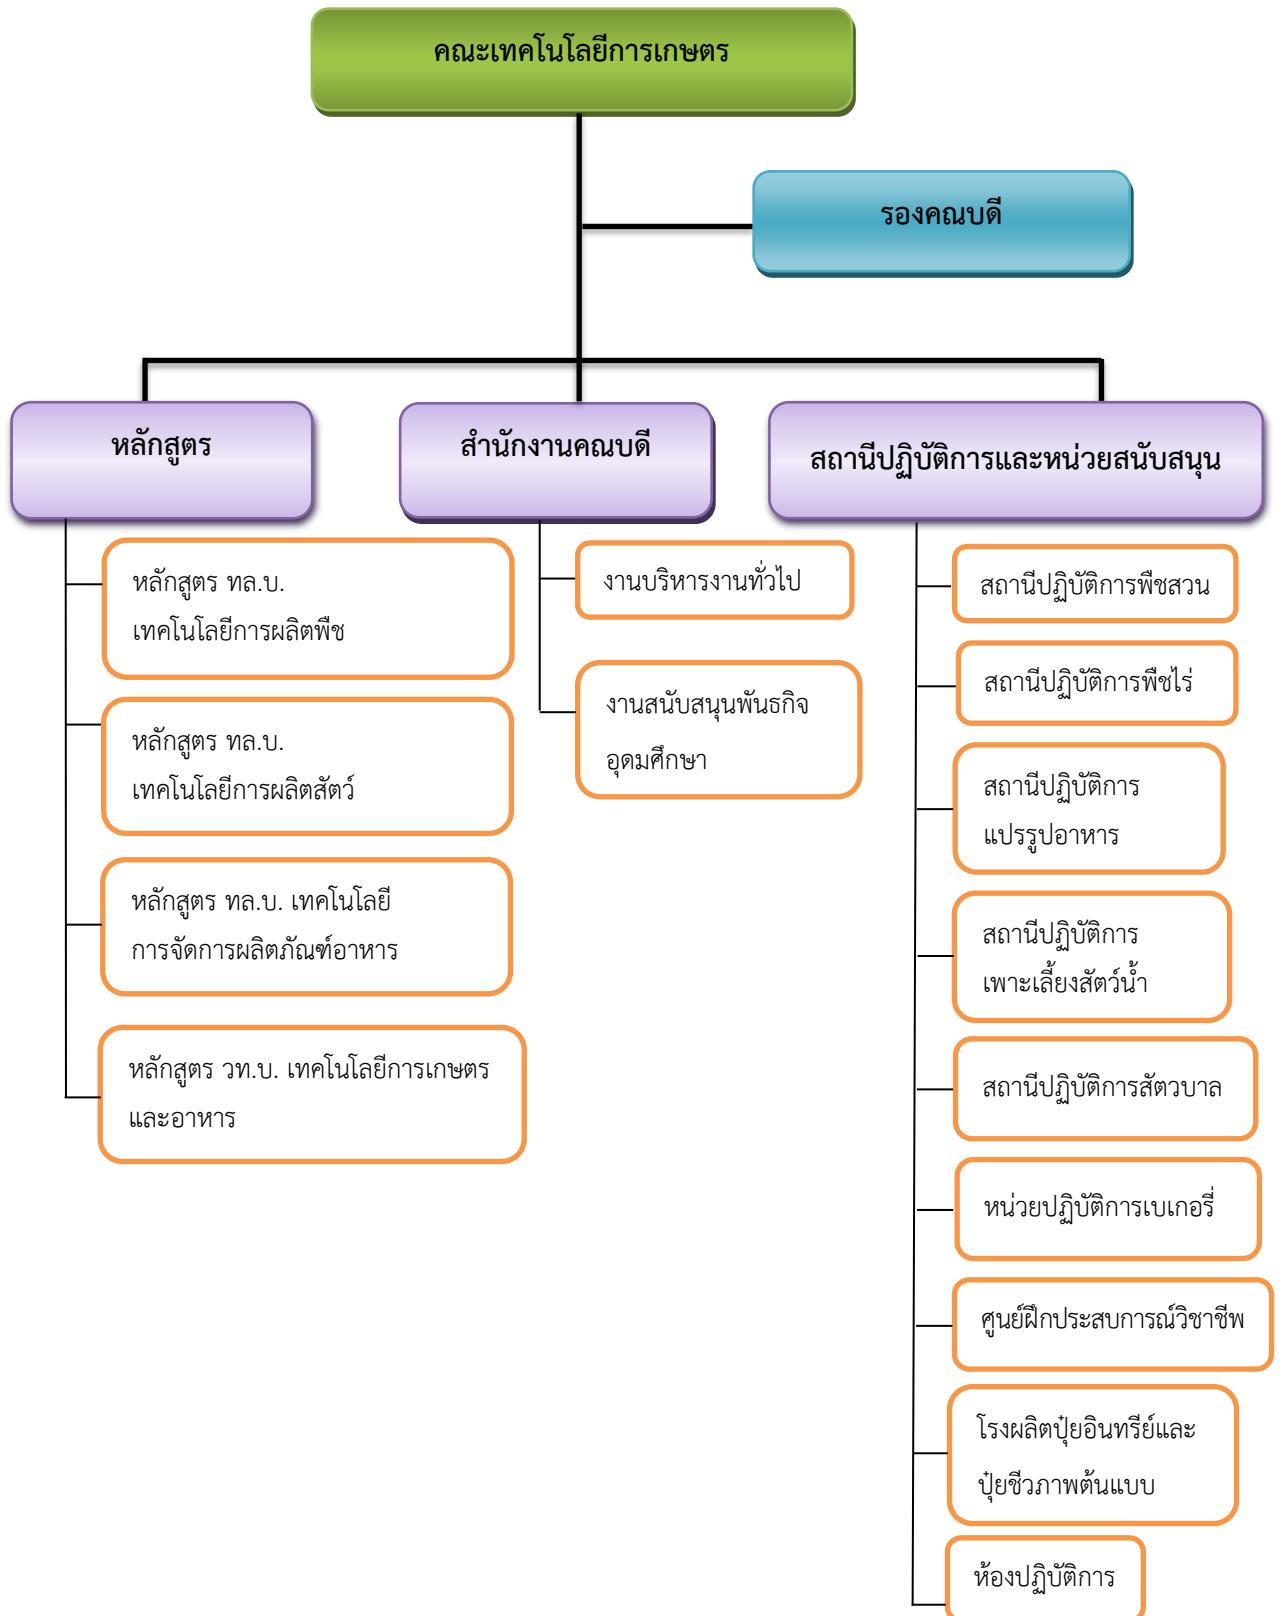 คณะเทคโนโลยีการเกษตร
รองคณบดี
หลักสูตร
สำนักงานคณบดี
สถานีปฏิบัติการและหน่วยสนับสนุน
หลักสูตร ทล.บ.
เทคโนโลยีการผลิตพืช
หลักสูตร ทล.บ.
เทคโนโลยีการผลิตสัตว์
หลักสูตร ทล.บ. เทคโนโลยี
การจัดการผลิตภัณฑ์อาหาร
หลักสูตร วท.บ. เทคโนโลยีการเกษตร
และอาหาร
งานบริหารงานทั่วไป
งานสนับสนุนพันธกิจ
อุดมศึกษา
สถานีปฏิบัติการพืชสวน
สถานีปฏิบัติการพืชไร่
สถานีปฏิบัติการ
แปรรูปอาหาร
สถานีปฏิบัติการ
เพาะเลี้ยงสัตว์น้ำ
สถานีปฏิบัติการสัตวบาล
หน่วยปฏิบัติการเบเกอรี่
ศูนย์ฝึกประสบการณ์วิชาชีพ
โรงผลิตปุ๋ยอินทรีย์และ
ปุ๋ยชีวภาพต้นแบบ
ห้องปฏิบัติการ